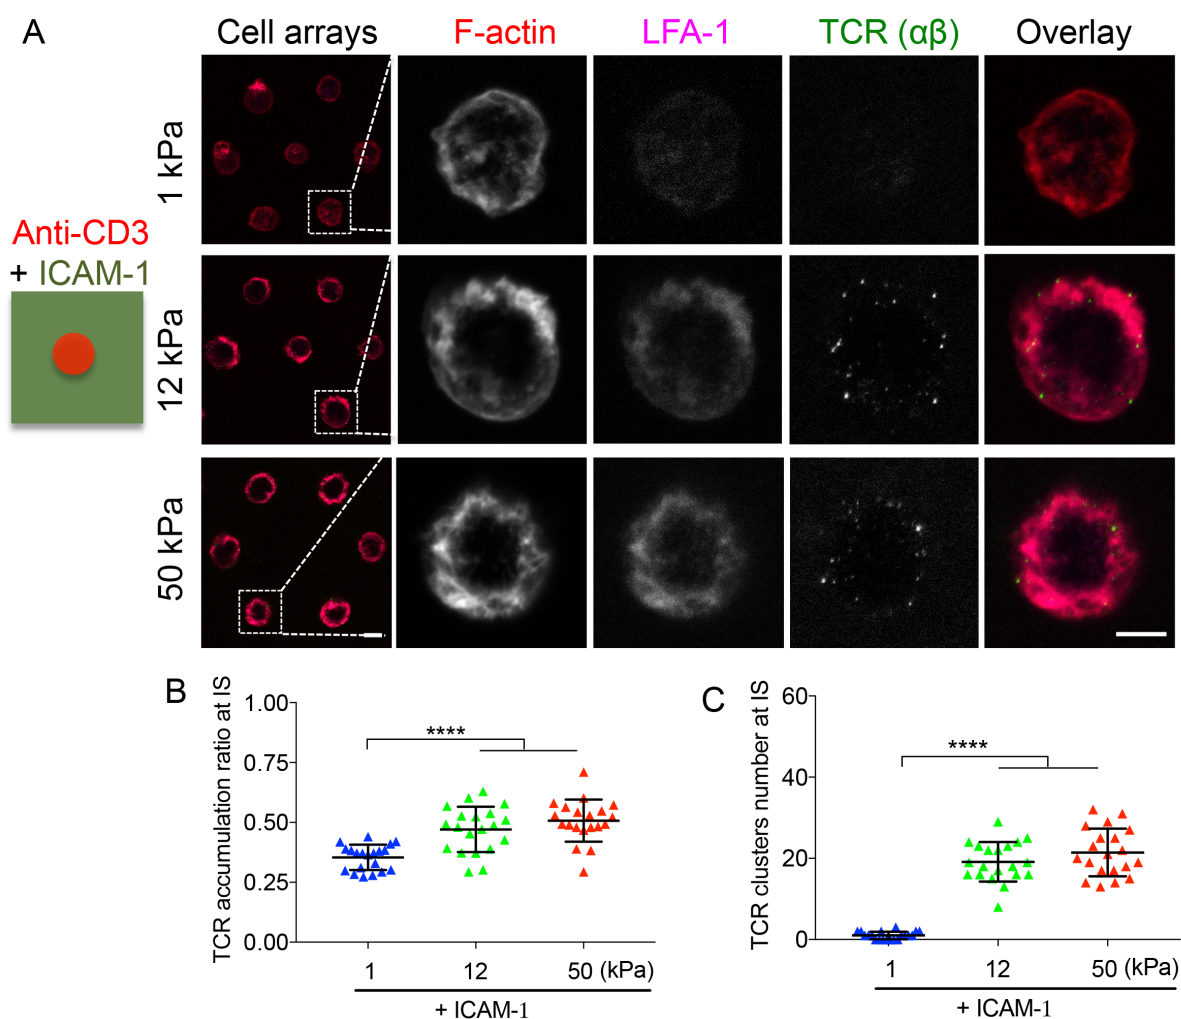 A
Cell arrays
F-actin
LFA-1
TCR (αβ)
Overlay
1 kPa
12 kPa
50 kPa
Anti-CD3
+ ICAM-1
B
TCR accumulation ratio at IS
1.00
0.75
0.50
0.25
0.00
****
1
12
50 (kPa)
+ ICAM-1
C
TCR clusters number at IS
60
40
20
0
****
1
12
50 (kPa)
+ ICAM-1